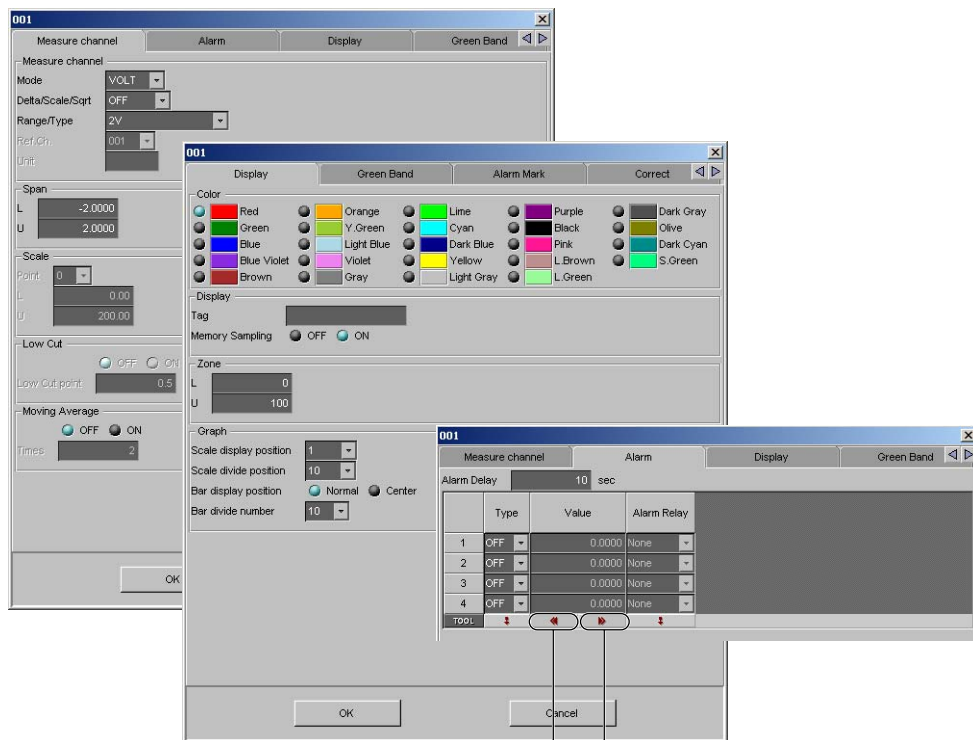 001
Measure channel Alarm Display Green Band
Measure channel
Mode VOLT
Delta/Scale/Sqrt OFF
Range/Type 2V
Ref Ch. 001
Unit
Span
L -2.0000
U 2.0000
Scale
Point 0
L 0.00
U 200.00
Low Cut
OFF ON
Low Cut point 0.5
Moving Average
OFF ON
Times 2
OK
001
Display Green Band Alarm Mark Correct
Color
Red Orange Lime Purple Dark Gray
Green Y.Green Cyan Black Olive
Blue Light Blue Dark Blue Pink Dark Cyan
Blue Violet Violet Yellow L.Brown S.Green
Brown Gray Light Gray L.Green
Display
Tag
Memory Sampling OFF ON
Zone
L 0
U 100
Graph
Scale display position 1
Scale divide position 10
Bar display position Normal Center
Bar divide number 10
OK Cancel
001
Measure channel Alarm Display Green Band
Alarm Delay 10 sec
Type Value Alarm Relay
1 OFF 0.0000 None
2 OFF 0.0000 None
3 OFF 0.0000 None
4 OFF 0.0000 None
TOOL